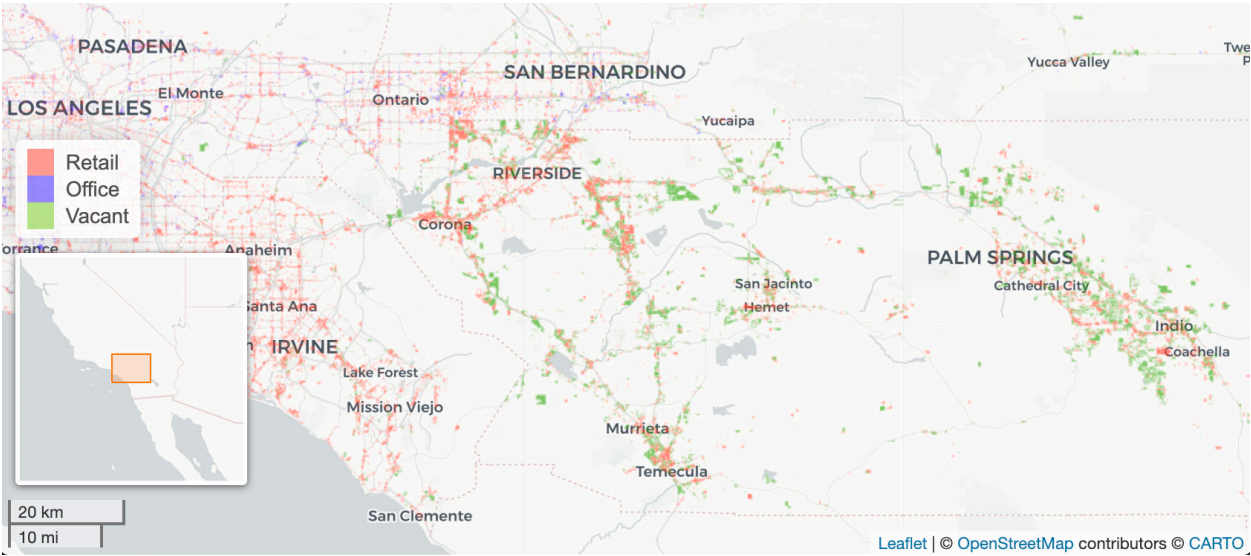 PASADENA
Twe
P
Yucca Valley
SAN BERNARDINO
El Monte
Ontario
LOS ANGELES
Yucaipa
Retail
Office
Vacant
RIVERSIDE
Corona
orrance
Anaheim
PALM SPRINGS
San Jacinto
Cathedral City
Hemet
Santa Ana
Indio
n
IRVINE
Coachella
Lake Forest
Mission Viejo
Murrieta
Temecula
San Clemente
20 km
10 mi
Leaflet | © OpenStreetMap contributors © CARTO